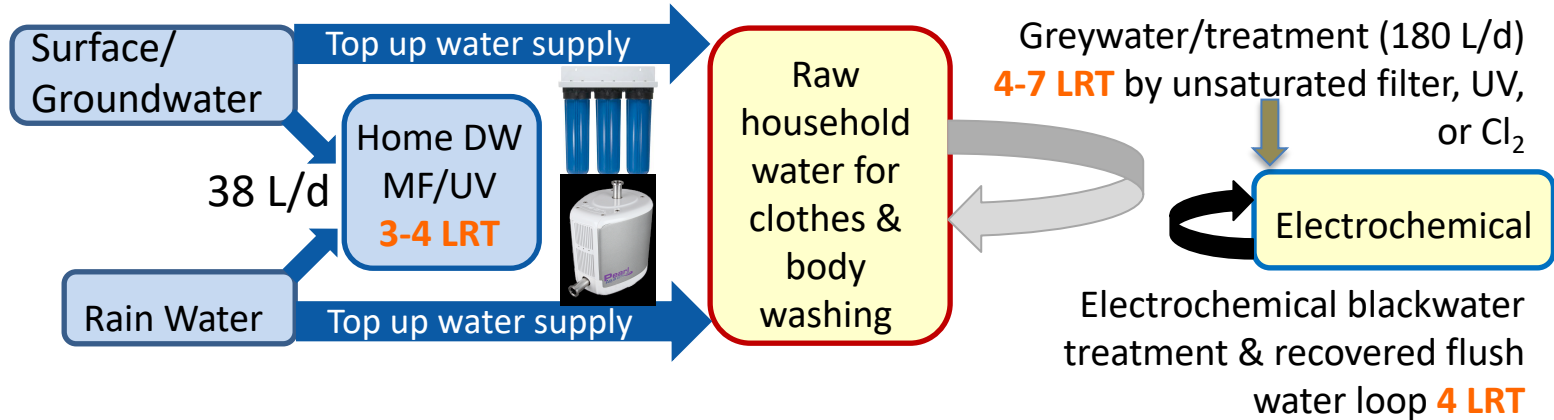 Surface/
Groundwater
Top up water supply
38 L/d
Home DW
MF/UV
3-4 LRT
Pearl
Rain Water
Top up water supply
Raw
household
water for
clothes &
body
washing
Greywater/treatment (180 L/d)
4-7 LRT by unsaturated filter, UV,
or Cl₂
Electrochemical
Electrochemical blackwater
treatment & recovered flush
water loop 4 LRT